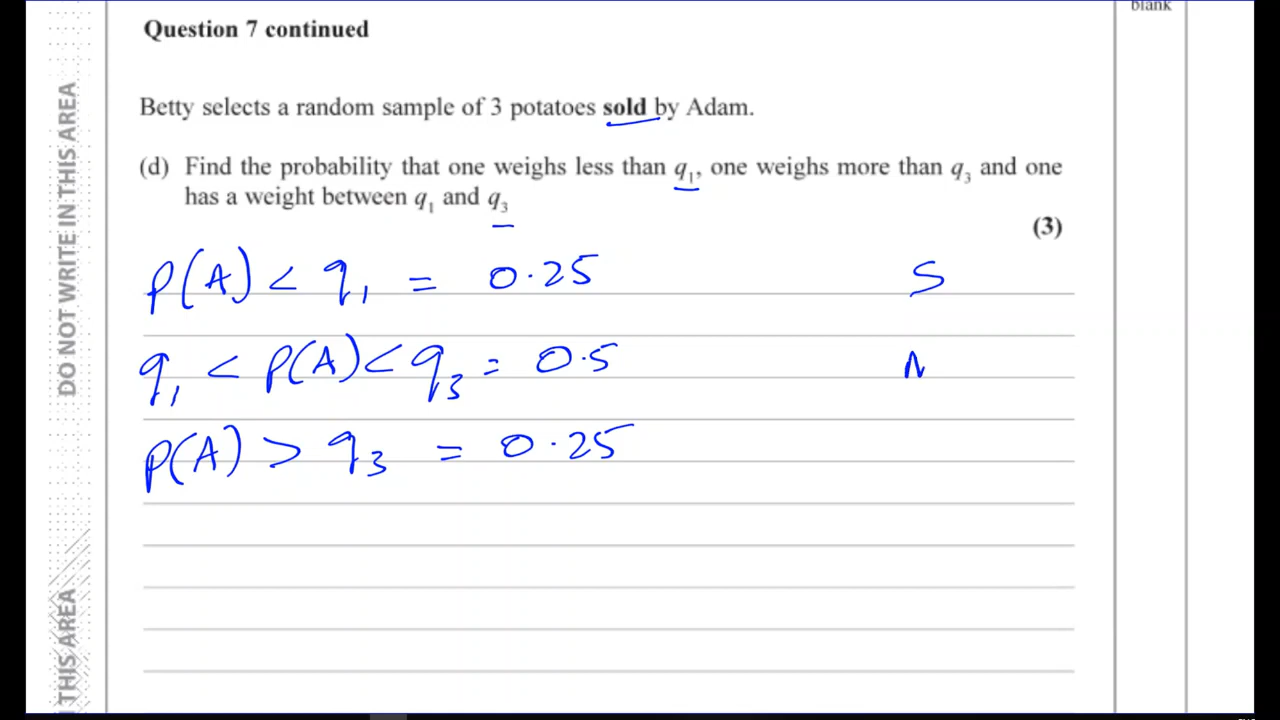 blank
Question 7 continued
Betty selects a random sample of 3 potatoes sold by Adam.
(d) Find the probability that one weighs less than q₁, one weighs more than q₃ and one
has a weight between q₁ and q₃
(3)
P(A) < q₁ = 0.25 S
q₁ < P(A) < q₃ = 0.5
P(A) > q₃ = 0.25
DO NOT WRITE IN THIS AREA
THIS AREA